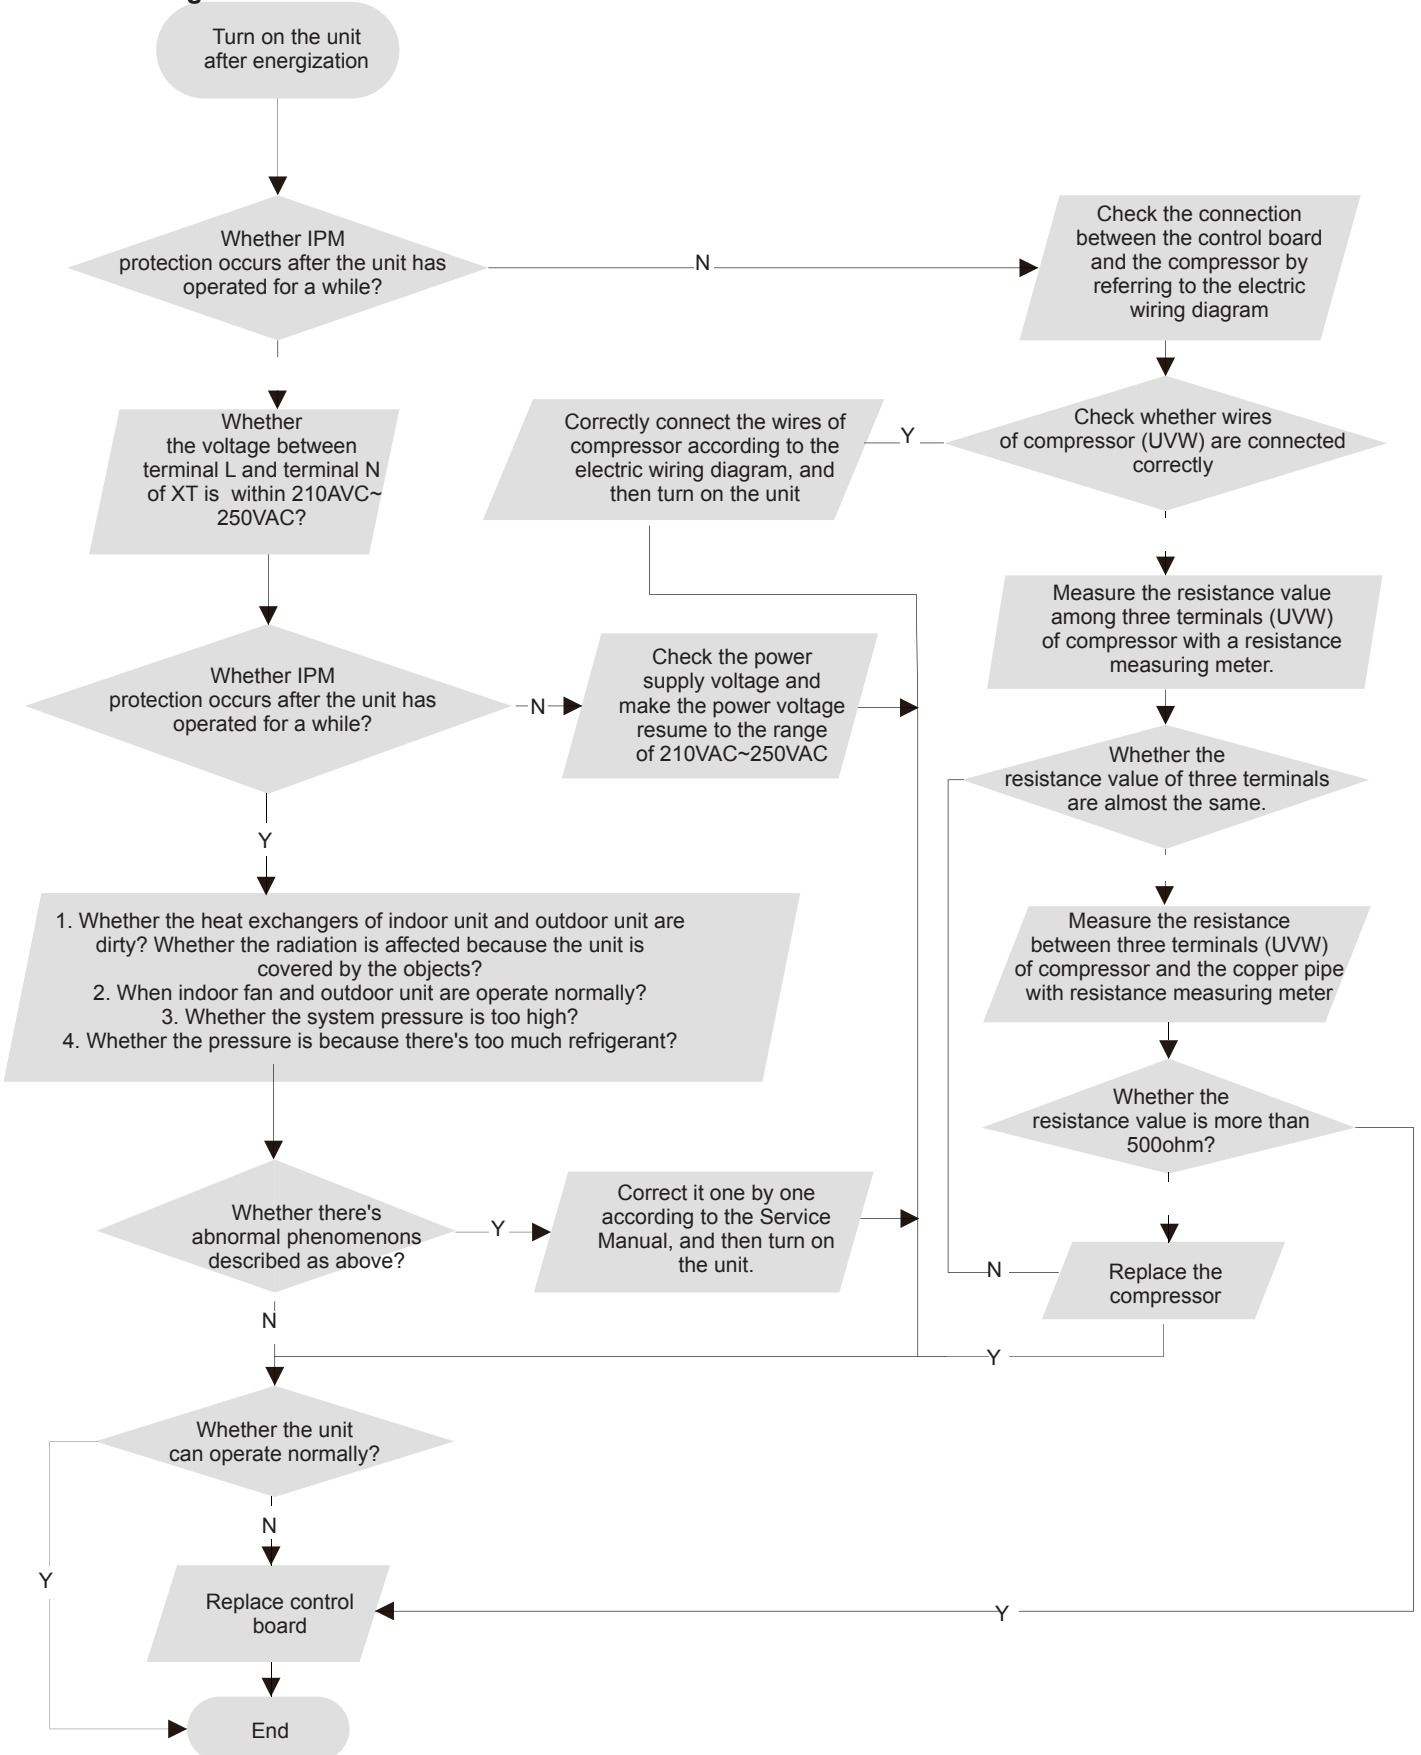 Turn on the unit
after energization
Whether IPM
protection occurs after the unit has
operated for a while?
N
Check the connection
between the control board
and the compressor by
referring to the electric
wiring diagram
Whether
the voltage between
terminal L and terminal N
of XT is within 210AVC~
250VAC?
Correctly connect the wires of
compressor according to the
electric wiring diagram, and
then turn on the unit
Y
Check whether wires
of compressor (UVW) are connected
correctly
Measure the resistance value
among three terminals (UVW)
of compressor with a resistance
measuring meter.
Whether IPM
protection occurs after the unit has
operated for a while?
N
Check the power
supply voltage and
make the power voltage
resume to the range
of 210VAC~250VAC
Whether the
resistance value of three terminals
are almost the same.
Y
1. Whether the heat exchangers of indoor unit and outdoor unit are
dirty? Whether the radiation is affected because the unit is
covered by the objects?
2. When indoor fan and outdoor unit are operate normally?
3. Whether the system pressure is too high?
4. Whether the pressure is because there's too much refrigerant?
Measure the resistance
between three terminals (UVW)
of compressor and the copper pipe
with resistance measuring meter
Whether the
resistance value is more than
500ohm?
Whether there's
abnormal phenomenons
described as above?
Y
Correct it one by one
according to the Service
Manual, and then turn on
the unit.
N
Replace the
compressor
N
Y
Whether the unit
can operate normally?
N
Y
Replace control
board
Y
End